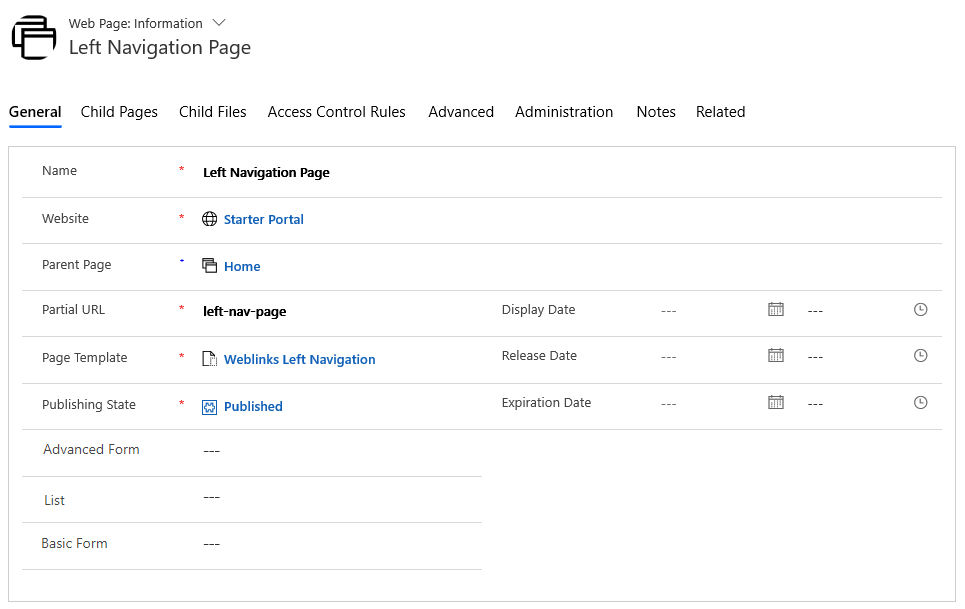 Web Page: Information
Left Navigation Page
General Child Pages Child Files Access Control Rules Advanced Administration Notes Related
Name * Left Navigation Page
Website * Starter Portal
Parent Page * Home
Partial URL * left-nav-page Display Date --- ---
Page Template * Weblinks Left Navigation Release Date --- ---
Publishing State * Published Expiration Date --- ---
Advanced Form ---
List ---
Basic Form ---